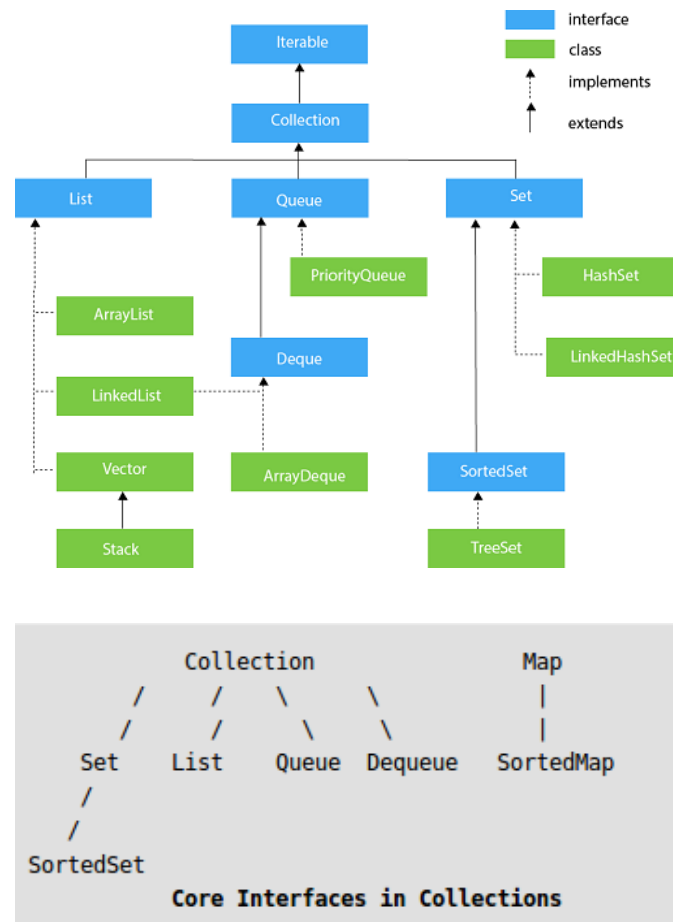 Iterable
interface
class
implements
extends
Collection
List
Queue
Set
PriorityQueue
HashSet
ArrayList
Deque
LinkedHashSet
LinkedList
Vector
ArrayDeque
SortedSet
Stack
TreeSet
Collection Map
/ / \ \ |
/ / \ \ |
Set List Queue Dequeue SortedMap
/
/
SortedSet
Core Interfaces in Collections